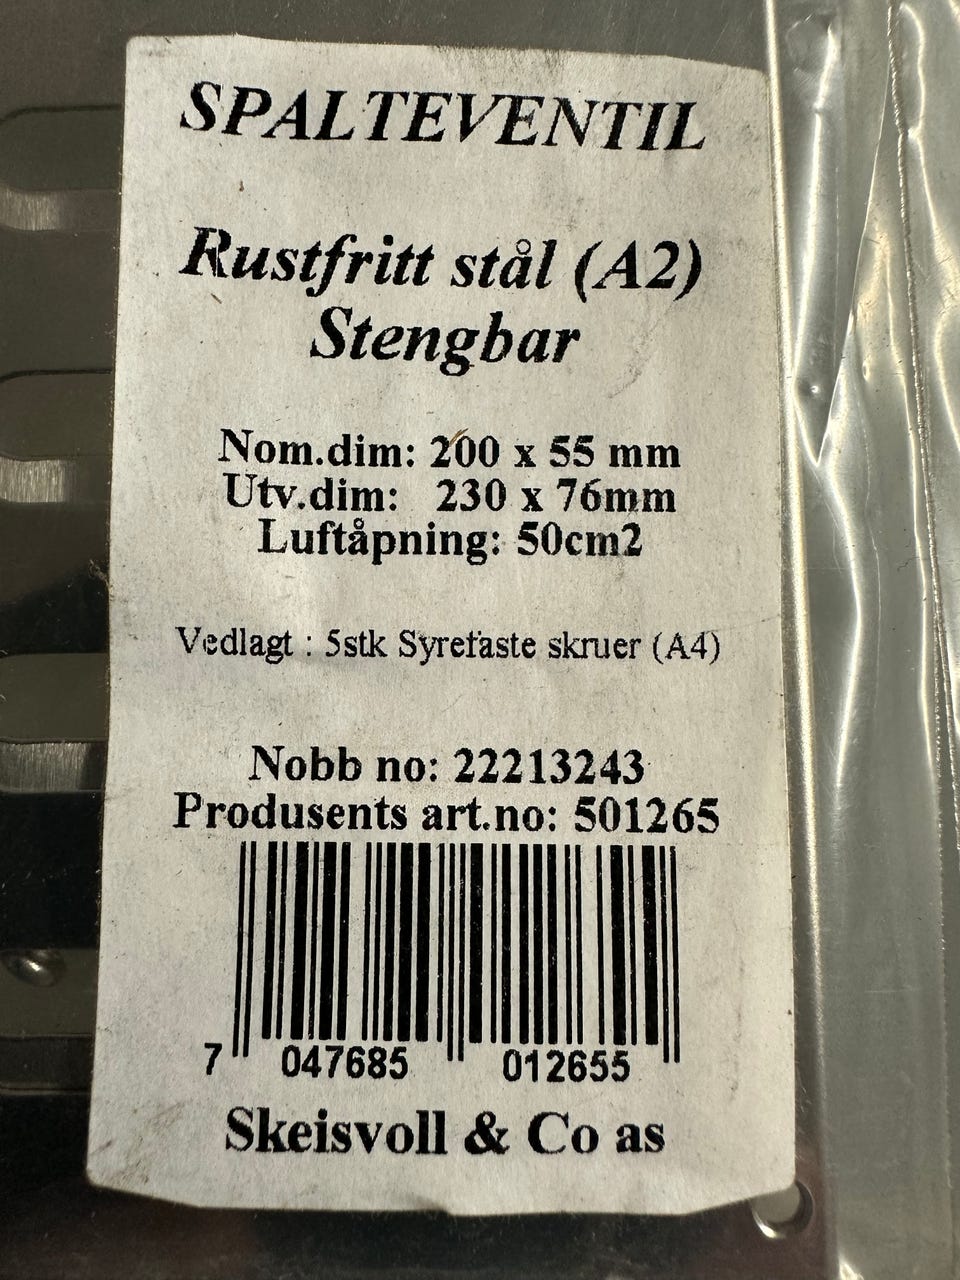 SPALTEVENTIL
Rustfritt stål (A2)
Stengbar
Nom.dim: 200 x 55 mm
Utv.dim: 230 x 76mm
Luftåpning: 50cm2
Vedlagt : 5stk Syrefaste skruer (A4)
Nobb no: 22213243
Produsents art.no: 501265
7 047685 012655
Skeisvoll & Co as